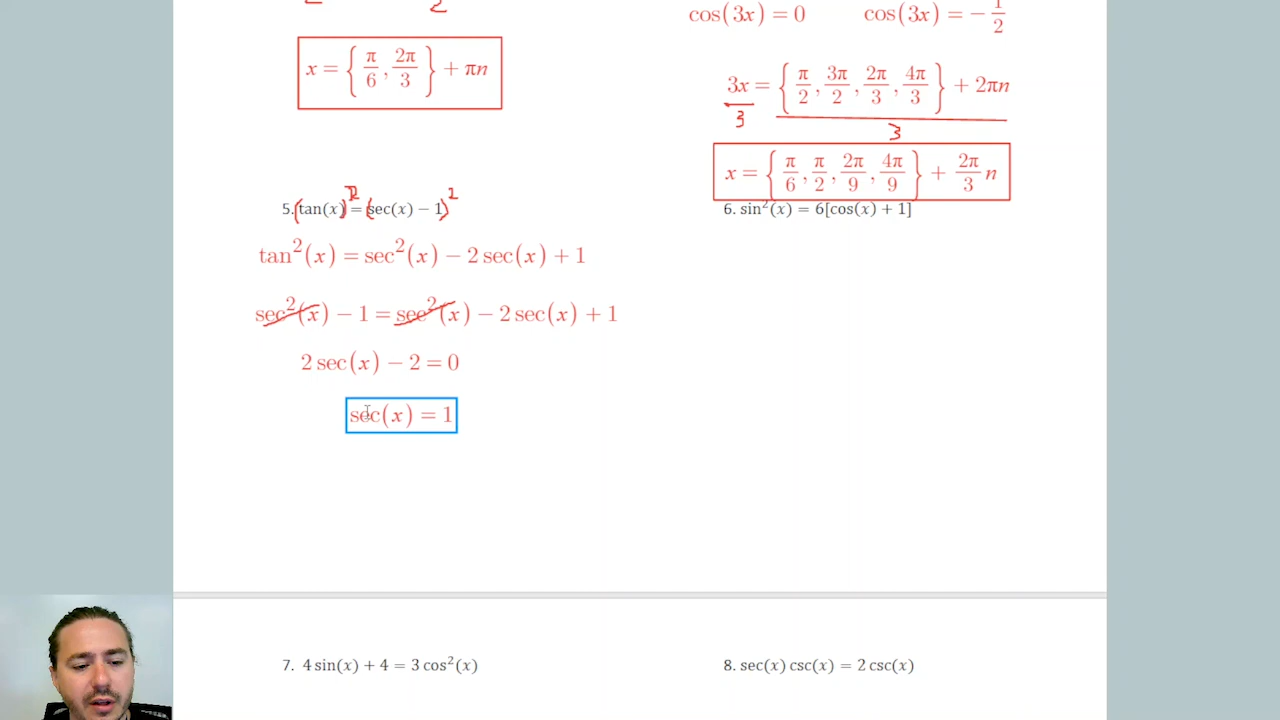 2
x = { π/6 , 2π/3 } + πn
5. (tan(x))² = (sec(x) − 1)²
tan²(x) = sec²(x) − 2 sec(x) + 1
sec²(x) − 1 = sec²(x) − 2 sec(x) + 1
2 sec(x) − 2 = 0
sec(x) = 1
cos(3x) = 0 cos(3x) = − 1/2
3x = { π/2 , 3π/2 , 2π/3 , 4π/3 } + 2πn
3 3
x = { π/6 , π/2 , 2π/9 , 4π/9 } + 2π/3 n
6. sin²(x) = 6[cos(x) + 1]
7. 4 sin(x) + 4 = 3 cos²(x)
8. sec(x) csc(x) = 2 csc(x)